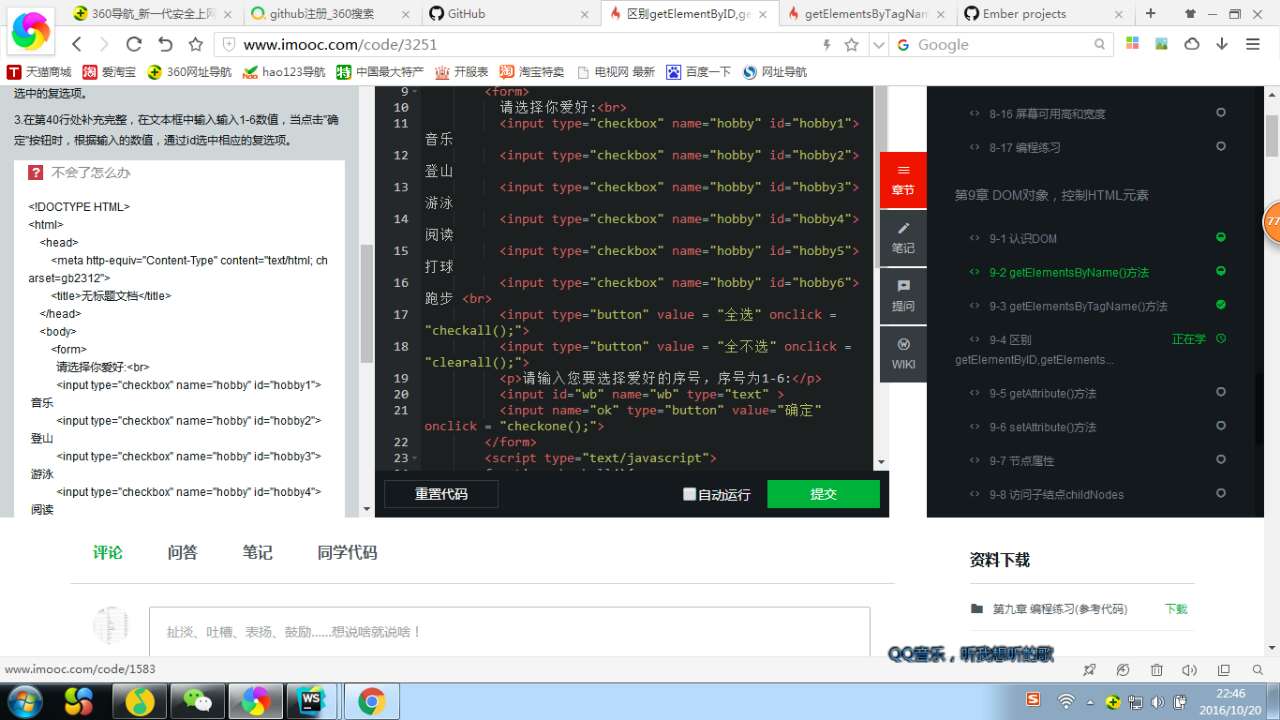 360导航_新一代安全上网
github注册_360搜索
GitHub
区别getElementByID,ge
getElementsByTagNam
Ember projects
www.imooc.com/code/3251
Google
天猫商城
爱淘宝
360网址导航
hao123导航
中国最大特产
开服表
淘宝特卖
电视网 最新
百度一下
网址导航
选中的复选项。
3.在第40行处补充完整，在文本框中输入输入1-6数值，当点击"确
定"按钮时，根据输入的数值，通过id选中相应的复选项。
? 不会了怎么办
<!DOCTYPE HTML>
<html>
<head>
<meta http-equiv="Content-Type" content="text/html; ch
arset=gb2312">
<title>无标题文档</title>
</head>
<body>
<form>
请选择你爱好:<br>
<input type="checkbox" name="hobby" id="hobby1">
音乐
<input type="checkbox" name="hobby" id="hobby2">
登山
<input type="checkbox" name="hobby" id="hobby3">
游泳
<input type="checkbox" name="hobby" id="hobby4">
阅读
9 <form>
10 请选择你爱好:<br>
11 <input type="checkbox" name="hobby" id="hobby1">
音乐
12 <input type="checkbox" name="hobby" id="hobby2">
登山
13 <input type="checkbox" name="hobby" id="hobby3">
游泳
14 <input type="checkbox" name="hobby" id="hobby4">
阅读
15 <input type="checkbox" name="hobby" id="hobby5">
打球
16 <input type="checkbox" name="hobby" id="hobby6">
跑步 <br>
17 <input type="button" value = "全选" onclick =
"checkall();">
18 <input type="button" value = "全不选" onclick =
"clearall();">
19 <p>请输入您要选择爱好的序号，序号为1-6:</p>
20 <input id="wb" name="wb" type="text" >
21 <input name="ok" type="button" value="确定"
onclick = "checkone();">
22 </form>
23 <script type="text/javascript">
重置代码
自动运行
提交
章节
笔记
提问
WIKI
8-16 屏幕可用高和宽度
8-17 编程练习
第9章 DOM对象，控制HTML元素
9-1 认识DOM
9-2 getElementsByName()方法
9-3 getElementsByTagName()方法
9-4 区别 正在学
getElementByID,getElements...
9-5 getAttribute()方法
9-6 setAttribute()方法
9-7 节点属性
9-8 访问子结点childNodes
77
评论
问答
笔记
同学代码
扯淡、吐槽、表扬、鼓励......想说啥就说啥！
资料下载
第九章 编程练习(参考代码) 下载
QQ音乐，听我想听的歌
www.imooc.com/code/1583
WS
22:46
2016/10/20